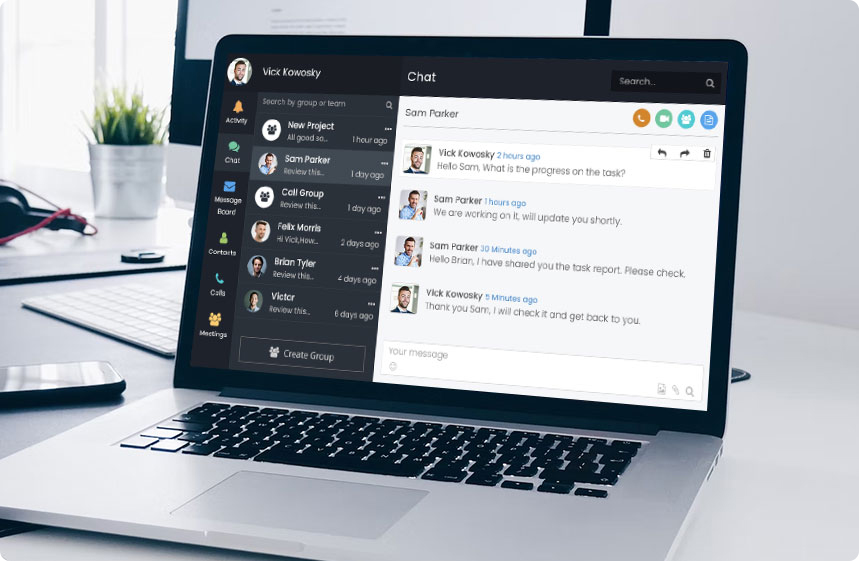 Vick Kowosky
Search by group or team
Activity
Chat
Message
Board
Contacts
Calls
Meetings
New Project
All good so..
1 hour ago
Sam Parker
Review this..
1 day ago
Call Group
Review this..
1 day ago
Felix Morris
Hi Vick,How..
2 days ago
Brian Tyler
Review this..
4 days ago
Victor
Review this..
6 days ago
Create Group
Chat
Search...
Sam Parker
Vick Kowosky 2 hours ago
Hello Sam, What is the progress on the task?
Sam Parker 1 hours ago
We are working on it, will update you shortly.
Sam Parker 30 Minutes ago
Hello Brian, I have shared you the task report. Please check.
Vick Kowosky 5 Minutes ago
Thank you Sam, I will check it and get back to you.
Your message